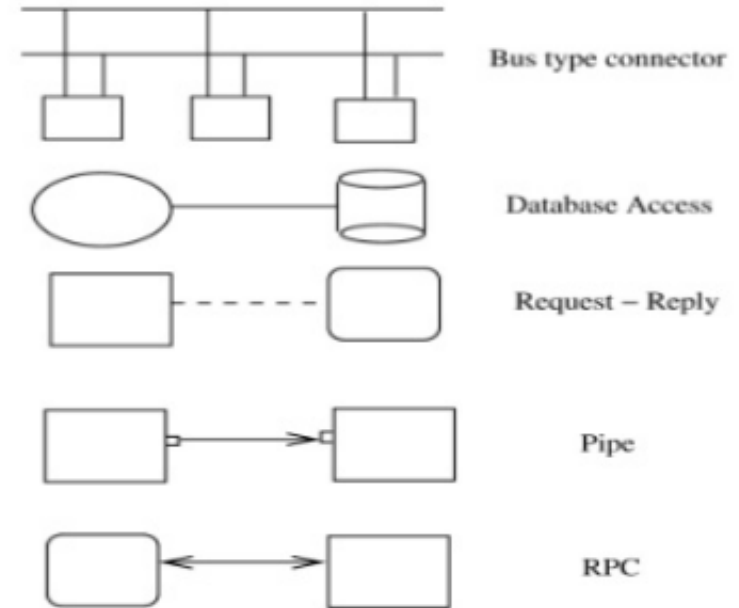 Bus type connector
Database Access
Request – Reply
Pipe
RPC